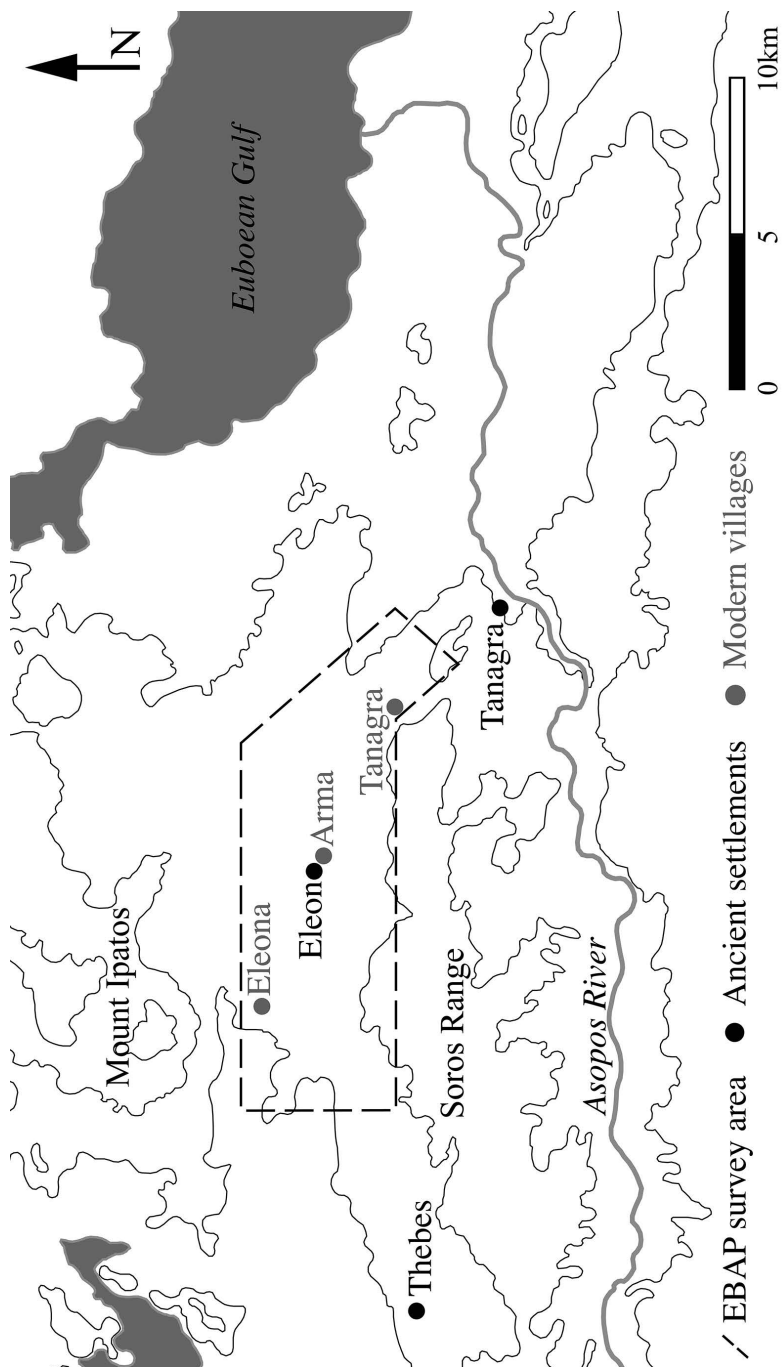 N
Euboean Gulf
Mount Ipatos
Eleona
Eleon
Arma
Tanagra
Thebes
Soros Range
Tanagra
Asopos River
0 5 10km
EBAP survey area Ancient settlements Modern villages